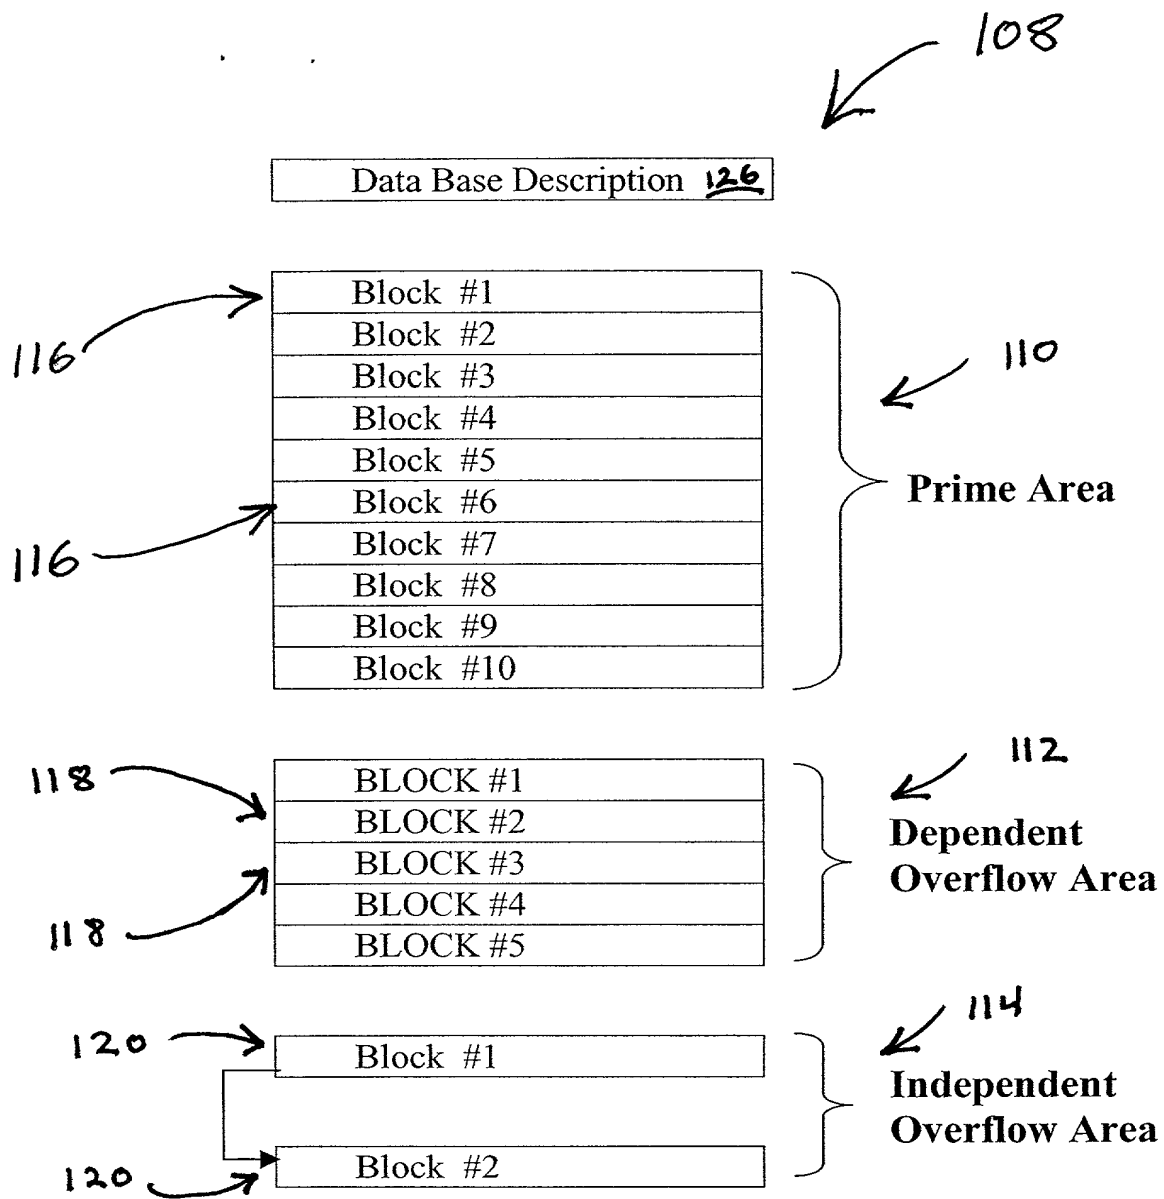 108
Data Base Description 126
Block #1
116
Block #2
110
Block #3
Block #4
Block #5
Prime Area
Block #6
116
Block #7
Block #8
Block #9
Block #10
112
118
BLOCK #1
BLOCK #2
Dependent
Overflow Area
BLOCK #3
BLOCK #4
118
BLOCK #5
114
120
Block #1
Independent
Overflow Area
120
Block #2